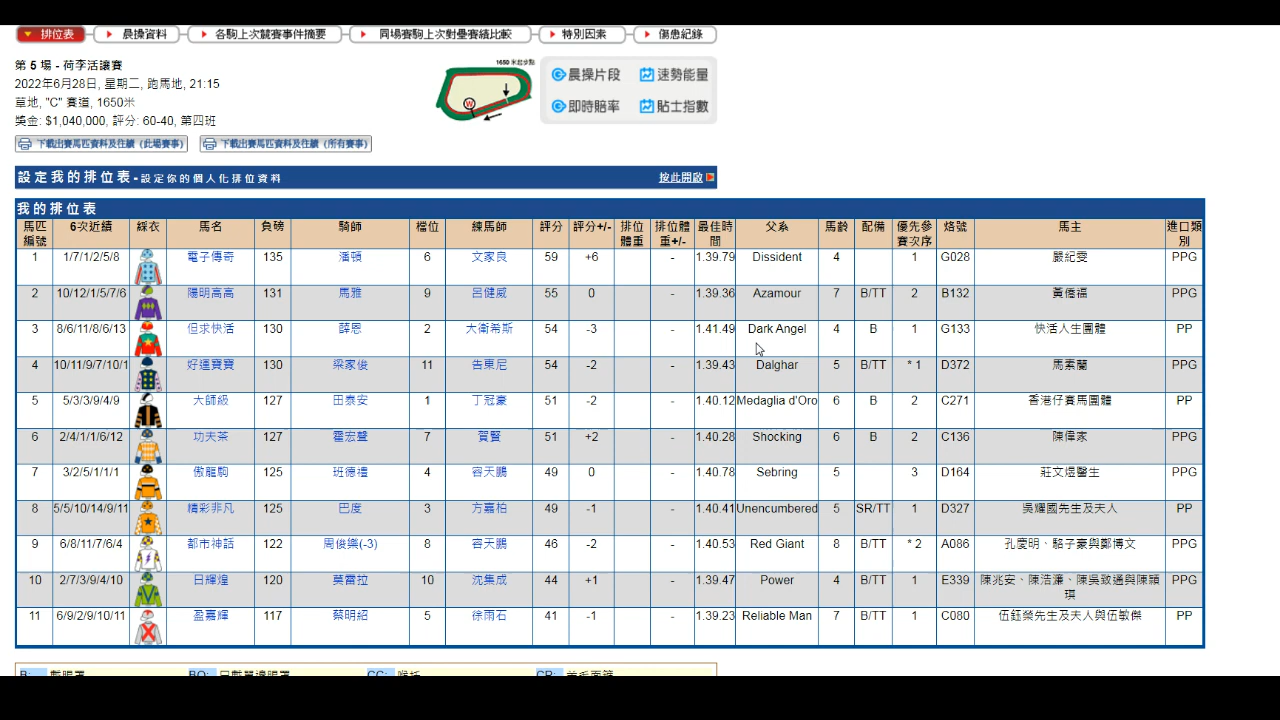 排位表 晨操資料 各駒上次競賽事件摘要 同場賽駒上次對壘賽績比較 特別因素 傷患紀錄
第 5 場 - 荷李活讓賽
2022年6月28日, 星期二, 跑馬地, 21:15
草地, "C" 賽道, 1650米
獎金: $1,040,000, 評分: 60-40, 第四班
1650 米起步點
W
晨操片段 速勢能量
即時賠率 貼士指數
下載出賽馬匹資料及往績 (此場賽事) 下載出賽馬匹資料及往績 (所有賽事)
設定我的排位表 - 設定你的個人化排位資料 按此開啟
我的排位表
馬匹編號 6次近績 綵衣 馬名 負磅 騎師 檔位 練馬師 評分 評分+/- 排位體重 排位體重+/- 最佳時間 父系 馬齡 配備 優先參賽次序 烙號 馬主 進口類別
1 1/7/1/2/5/8 電子傳奇 135 潘頓 6 文家良 59 +6 - 1.39.79 Dissident 4 1 G028 嚴紀雯 PPG
2 10/12/1/5/7/6 陽明高高 131 馬雅 9 呂健威 55 0 - 1.39.36 Azamour 7 B/TT 2 B132 黃僑福 PPG
3 8/6/11/8/6/13 但求快活 130 薛恩 2 大衛希斯 54 -3 - 1.41.49 Dark Angel 4 B 1 G133 快活人生團體 PP
4 10/11/9/7/10/1 好運寶寶 130 梁家俊 11 告東尼 54 -2 - 1.39.43 Dalghar 5 B/TT * 1 D372 馬素蘭 PPG
5 5/3/3/9/4/9 大師級 127 田泰安 1 丁冠豪 51 -2 - 1.40.12 Medaglia d'Oro 6 B 2 C271 香港仔賽馬團體 PP
6 2/4/1/1/6/12 功夫茶 127 霍宏聲 7 賀賢 51 +2 - 1.40.28 Shocking 6 B 2 C136 陳偉家 PPG
7 3/2/5/1/1/1 傲龍駒 125 班德禮 4 容天鵬 49 0 - 1.40.78 Sebring 5 3 D164 莊文煜醫生 PPG
8 5/5/10/14/9/11 精彩非凡 125 巴度 3 方嘉柏 49 -1 - 1.40.41 Unencumbered 5 SR/TT 1 D327 吳耀國先生及夫人 PP
9 6/8/11/7/6/4 都市神話 122 周俊樂(-3) 8 容天鵬 46 -2 - 1.40.53 Red Giant 8 B/TT * 2 A086 孔慶明、駱子豪與鄭博文 PPG
10 2/7/3/9/4/10 日輝煌 120 莫雷拉 10 沈集成 44 +1 - 1.39.47 Power 4 B/TT 1 E339 陳兆安、陳浩濂、陳吳致通與陳穎琪 PPG
11 6/9/2/9/10/11 盈嘉輝 117 蔡明紹 5 徐雨石 41 -1 - 1.39.23 Reliable Man 7 B/TT 1 C080 伍鈺榮先生及夫人與伍敏傑 PP